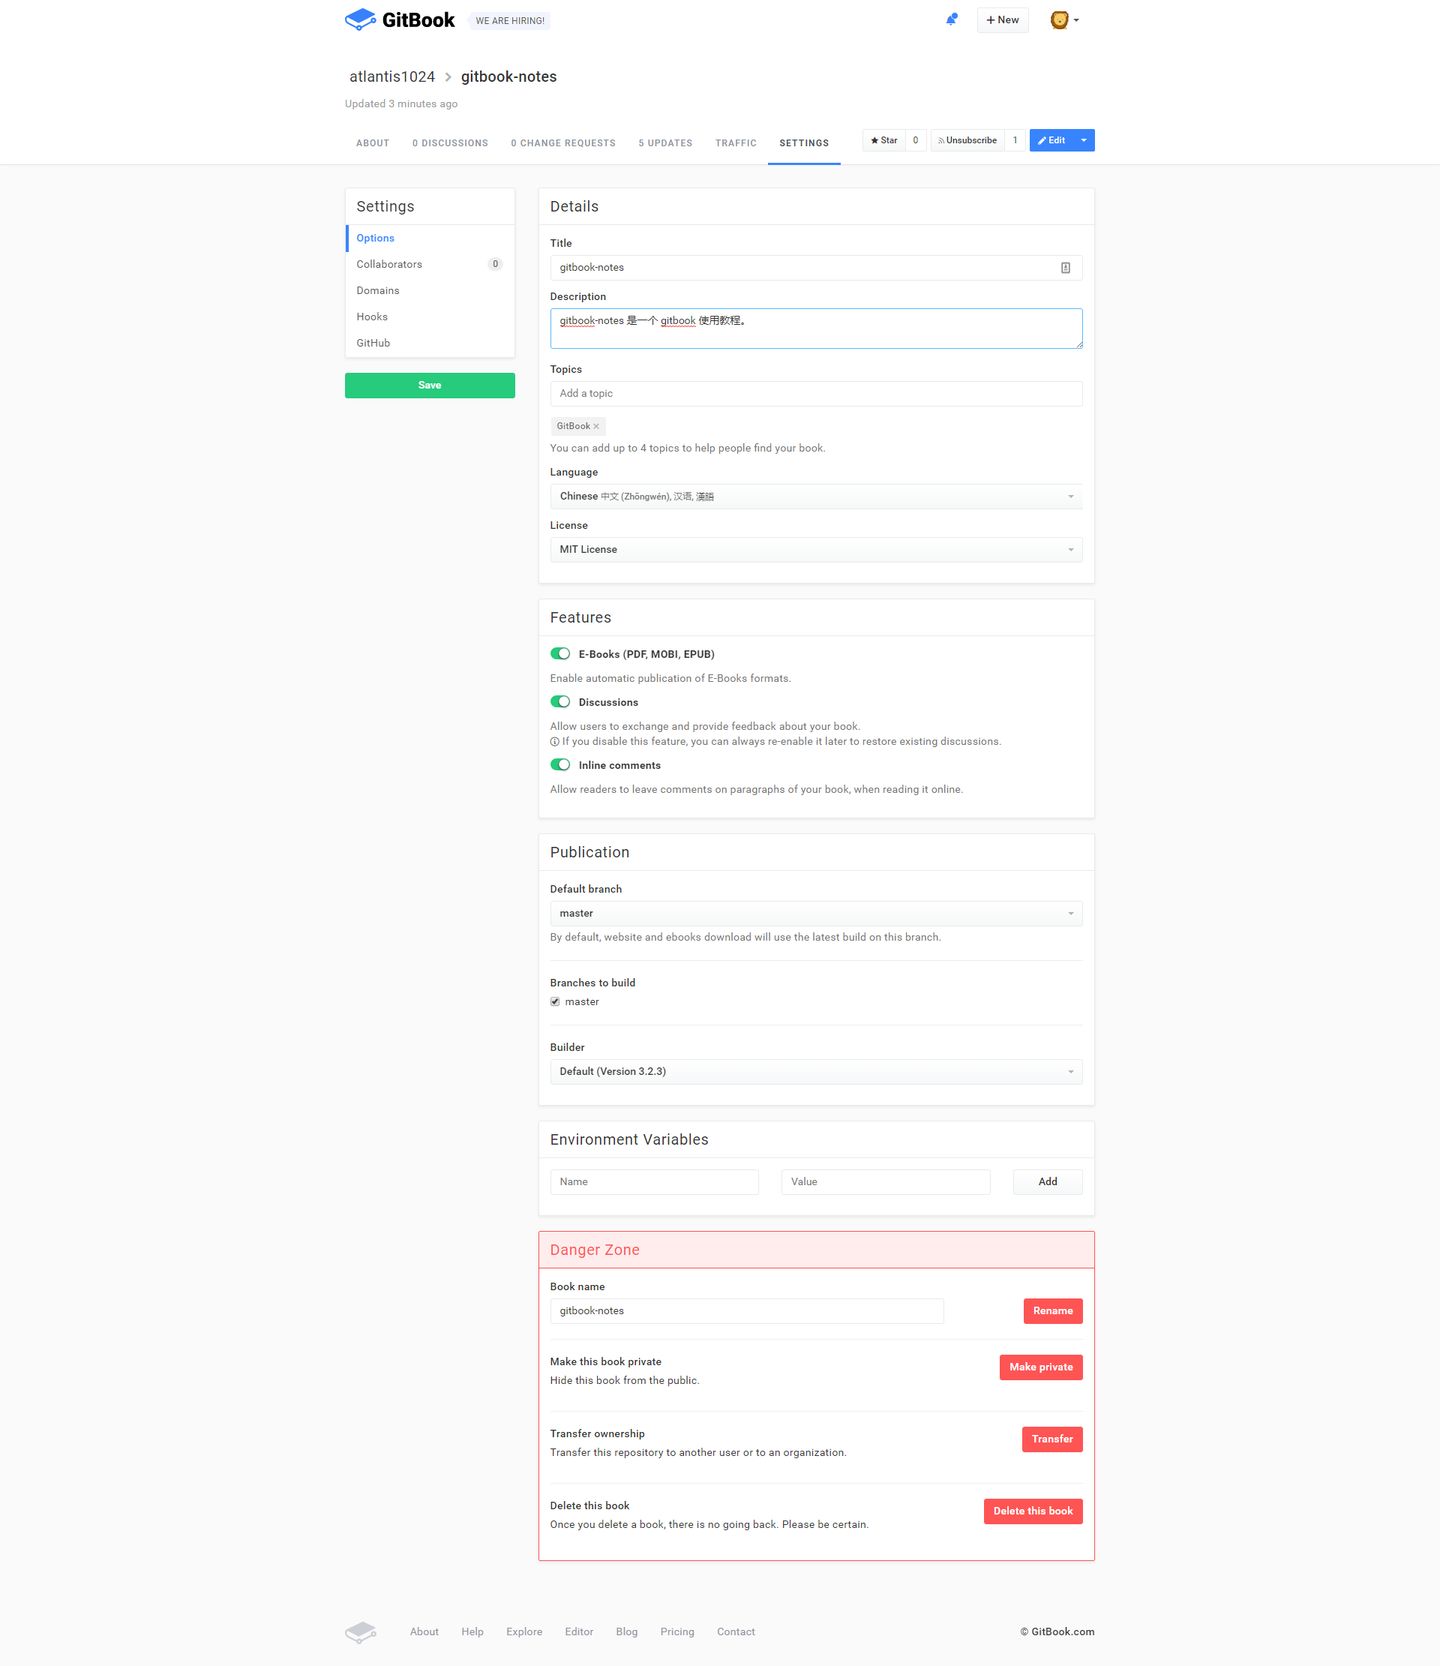 GitBook
WE ARE HIRING!
New
atlantis1024 > gitbook-notes
Updated 3 minutes ago
ABOUT
0 DISCUSSIONS
0 CHANGE REQUESTS
5 UPDATES
TRAFFIC
SETTINGS
Star 0
Unsubscribe 1
Edit
Settings
Options
Collaborators 0
Domains
Hooks
GitHub
Save
Details
Title
gitbook-notes
Description
gitbook-notes 是一个 gitbook 使用教程。
Topics
Add a topic
GitBook ×
You can add up to 4 topics to help people find your book.
Language
Chinese 中文 (Zhōngwén), 汉语, 漢語
License
MIT License
Features
E-Books (PDF, MOBI, EPUB)
Enable automatic publication of E-Books formats.
Discussions
Allow users to exchange and provide feedback about your book.
If you disable this feature, you can always re-enable it later to restore existing discussions.
Inline comments
Allow readers to leave comments on paragraphs of your book, when reading it online.
Publication
Default branch
master
By default, website and ebooks download will use the latest build on this branch.
Branches to build
master
Builder
Default (Version 3.2.3)
Environment Variables
Name
Value
Add
Danger Zone
Book name
gitbook-notes
Rename
Make this book private
Hide this book from the public.
Make private
Transfer ownership
Transfer this repository to another user or to an organization.
Transfer
Delete this book
Once you delete a book, there is no going back. Please be certain.
Delete this book
About
Help
Explore
Editor
Blog
Pricing
Contact
© GitBook.com